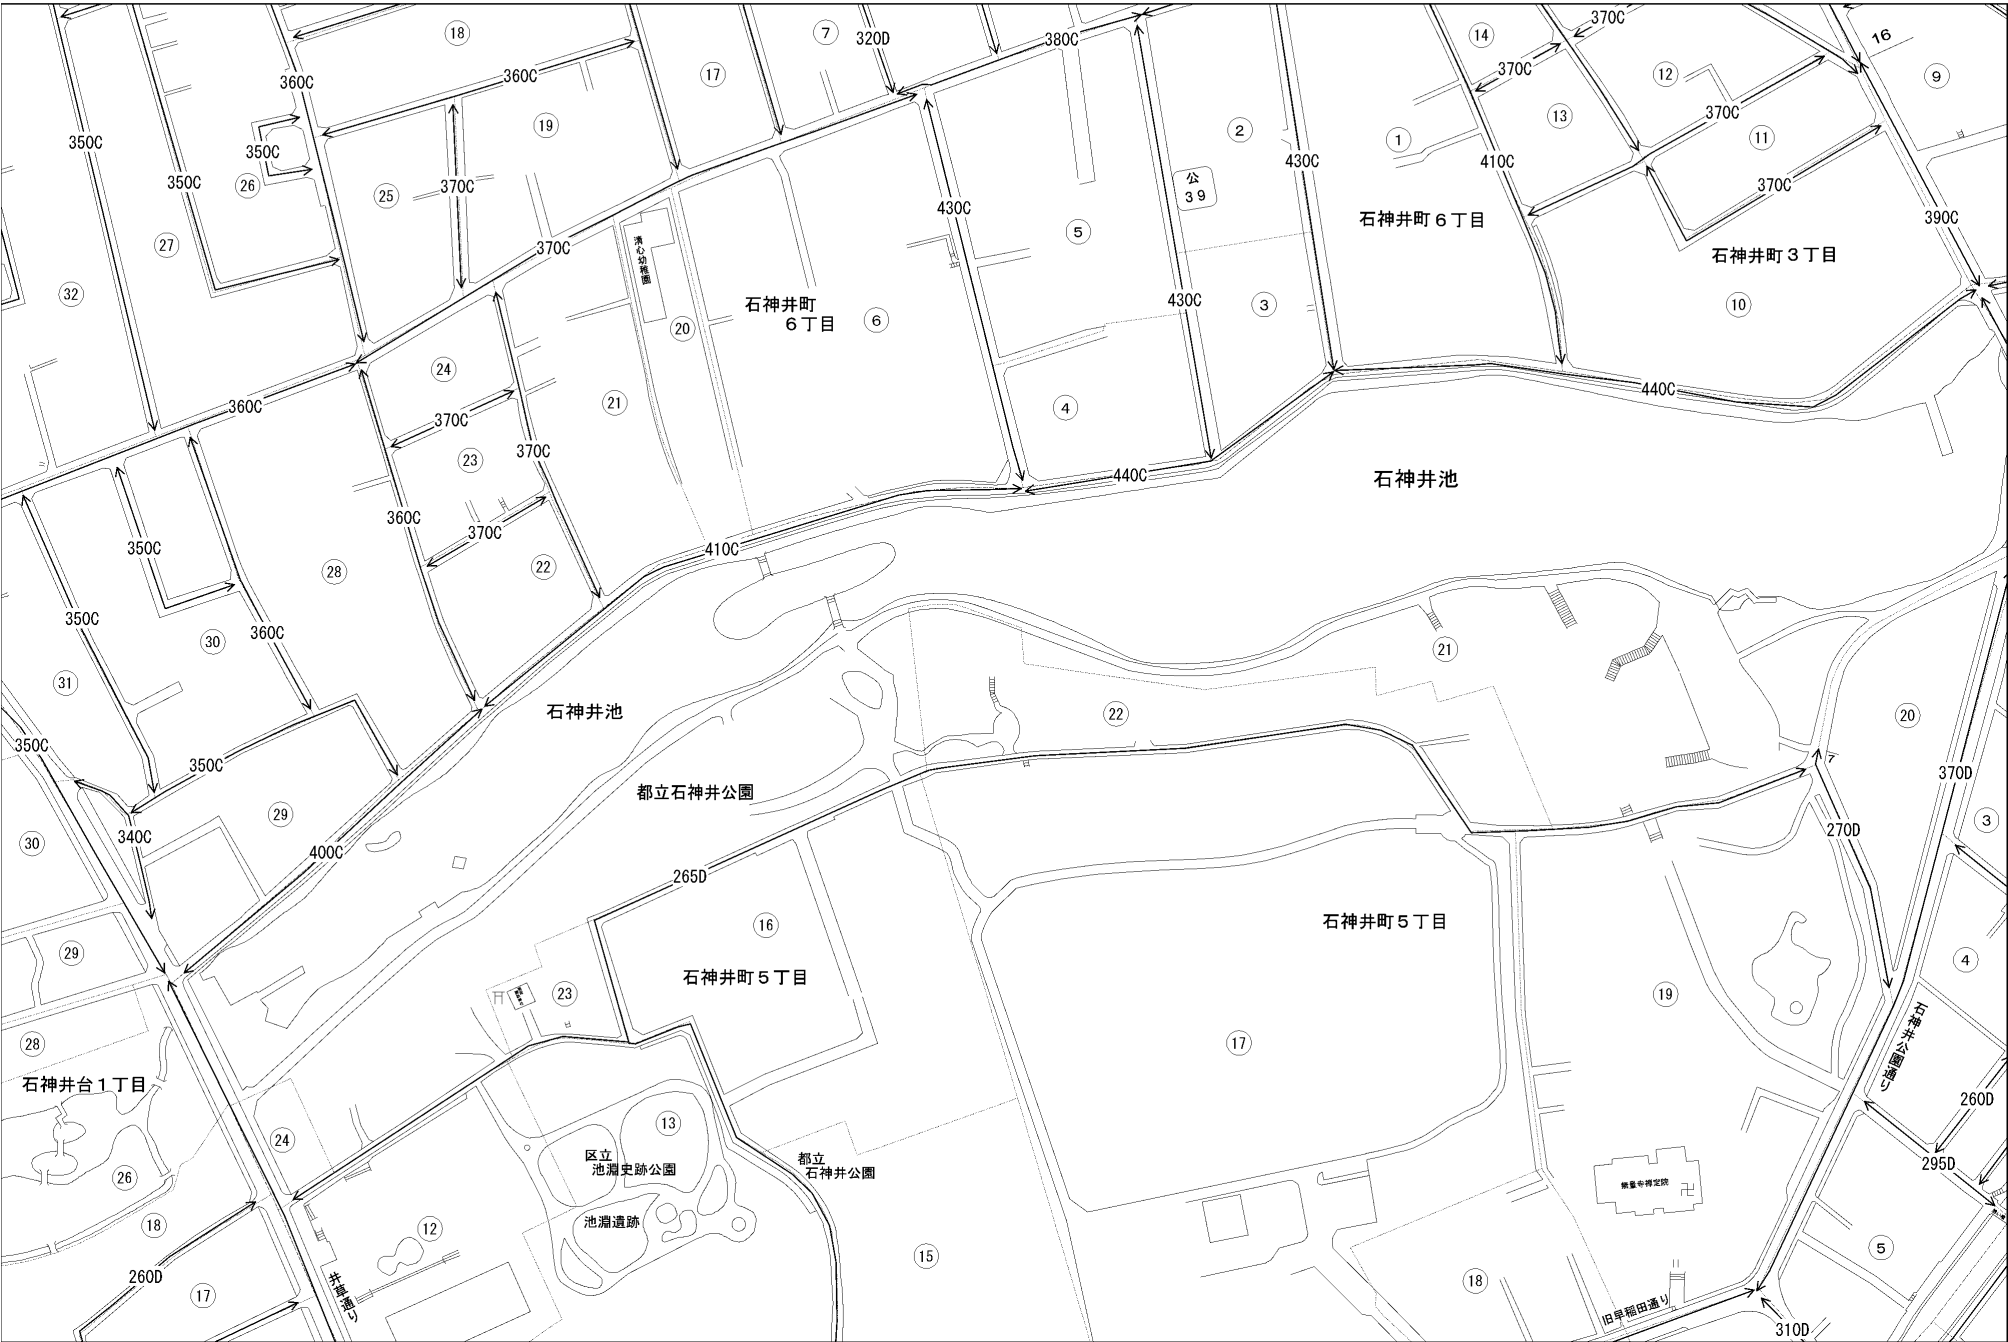 18
7
320D
380C
14
370C
16
360C
360C
17
370C
12
9
19
2
1
13
370C
11
350C
350C
350C
26
25
370C
430C
410C
370C
公
39
430C
27
清心幼稚園
5
石神井町6丁目
390C
370C
石神井町3丁目
32
石神井町
6丁目
20
6
430C
3
10
24
21
4
360C
370C
440C
440C
23
370C
石神井池
360C
370C
350C
410C
28
22
350C
360C
30
21
31
石神井池
22
20
350C
350C
都立石神井公園
7
370D
29
340C
270D
3
30
400C
265D
石神井町5丁目
16
29
石神井町5丁目
4
23
19
28
17
石神井公園通り
石神井台1丁目
260D
24
13
区立
池淵史跡公園
都立
石神井公園
295D
26
18
池淵遺跡
12
15
5
260D
17
井草通り
18
旧早稲田通り
310D